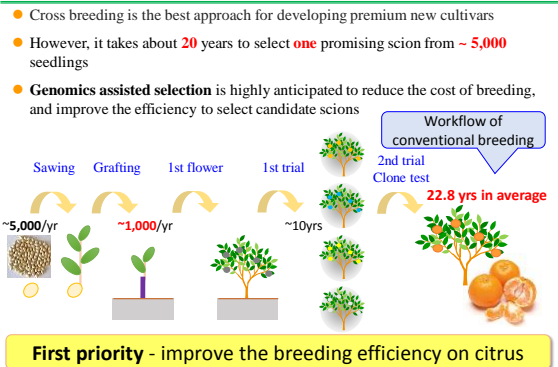 Cross breeding is the best approach for developing premium new cultivars
However, it takes about 20 years to select one promising scion from ~ 5,000
seedlings
Genomics assisted selection is highly anticipated to reduce the cost of breeding,
and improve the efficiency to select candidate scions
Workflow of
conventional breeding
Sawing Grafting 1st flower 1st trial 2nd trial
Clone test
22.8 yrs in average
~5,000/yr ~1,000/yr ~10yrs
First priority - improve the breeding efficiency on citrus